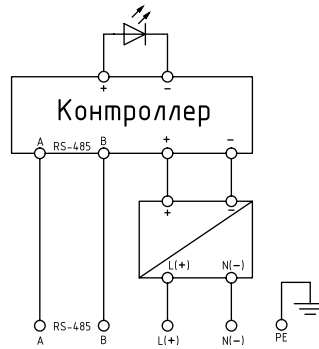 + −
Контроллер
A RS-485 B + −
+ −
L(+) N(−)
A RS-485 B L(+) N(−) PE